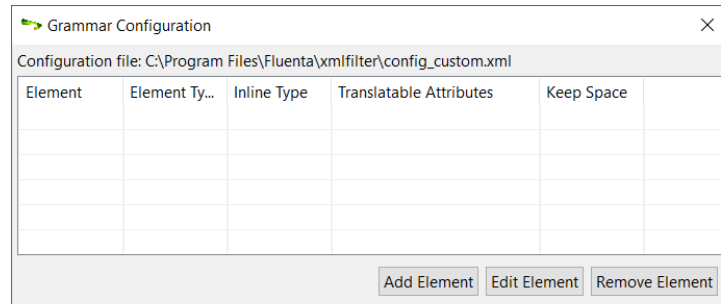 Grammar Configuration
Configuration file: C:\Program Files\Fluenta\xmlfilter\config_custom.xml
Element Element Ty... Inline Type Translatable Attributes Keep Space
Add Element Edit Element Remove Element